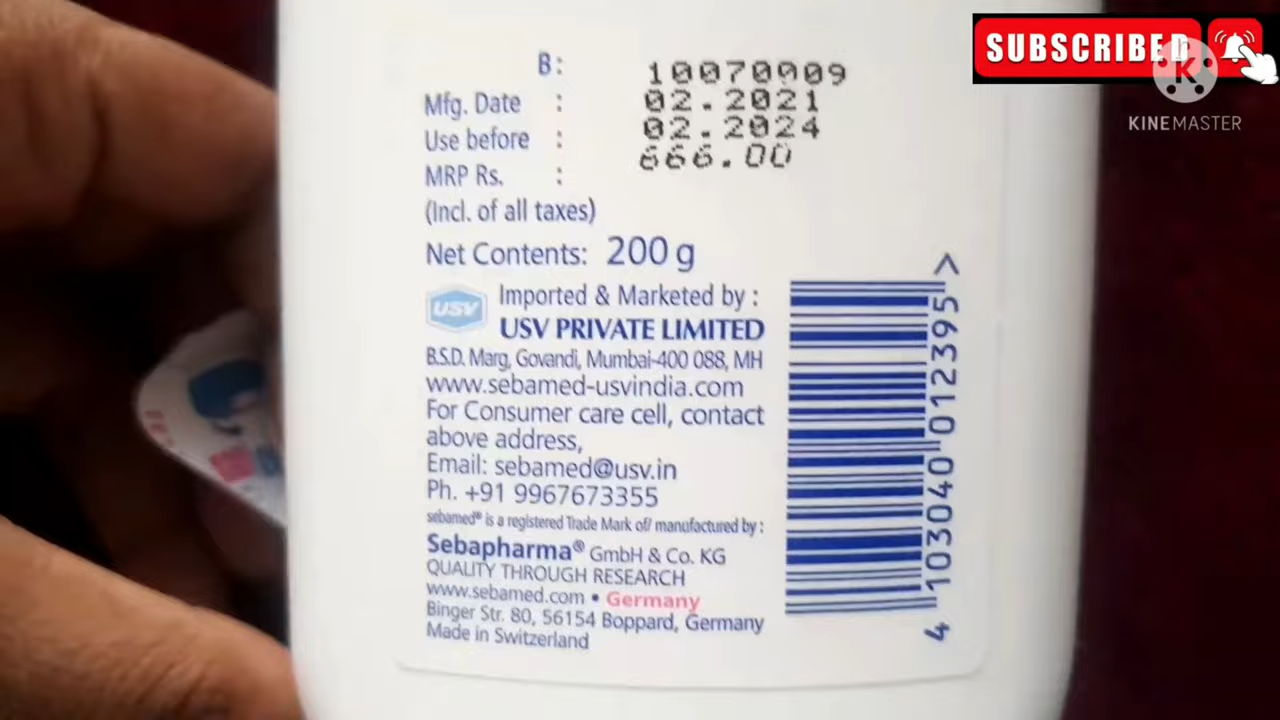 SUBSCRIBED
K
KINEMASTER
B: 10070909
Mfg. Date : 02.2021
Use before : 02.2024
MRP Rs. : 666.00
(Incl. of all taxes)
Net Contents: 200 g
USV
Imported & Marketed by :
USV PRIVATE LIMITED
B.S.D. Marg, Govandi, Mumbai-400 088, MH
www.sebamed-usvindia.com
For Consumer care cell, contact
above address,
Email: sebamed@usv.in
Ph. +91 9967673355
sebamed® is a registered Trade Mark of/ manufactured by :
Sebapharma® GmbH & Co. KG
QUALITY THROUGH RESEARCH
www.sebamed.com • Germany
Binger Str. 80, 56154 Boppard, Germany
Made in Switzerland
4 103040 012395 >